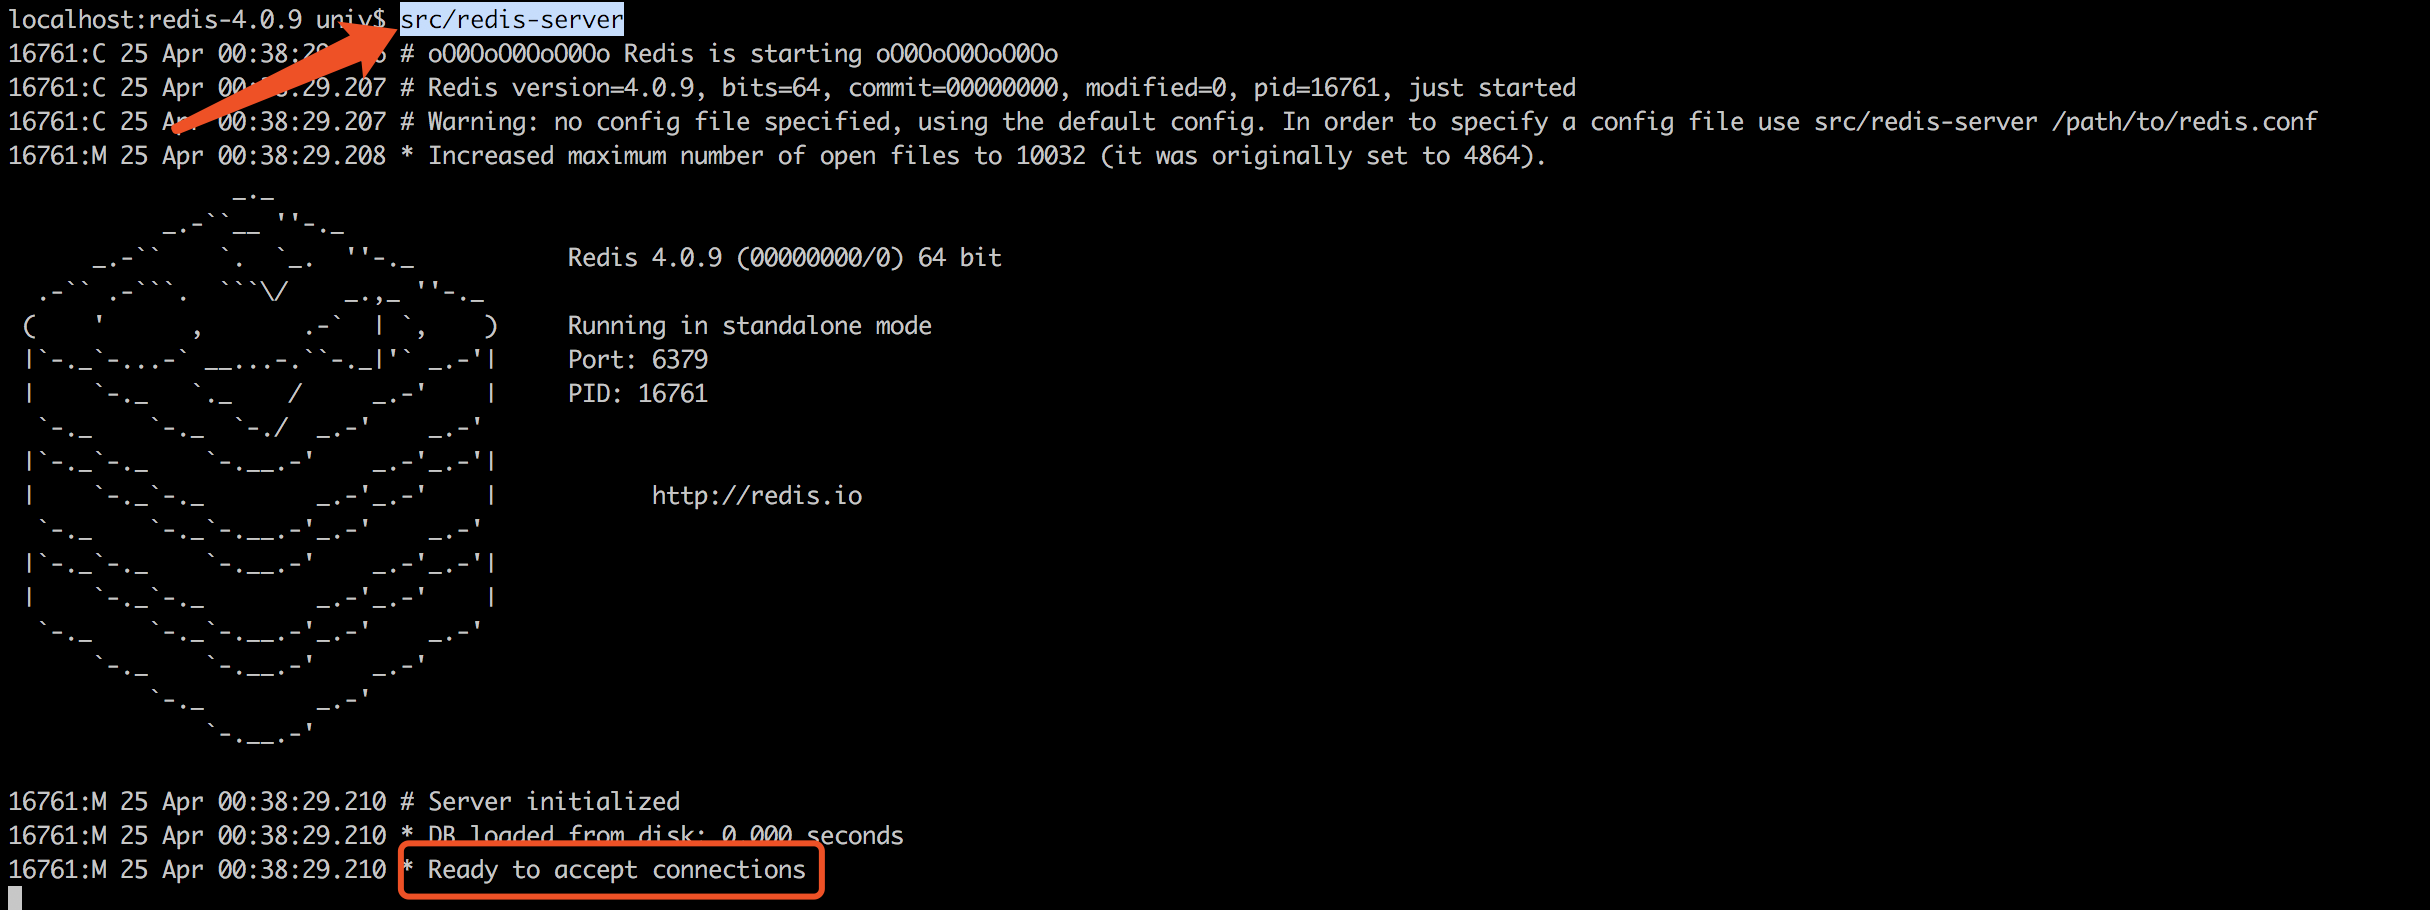 localhost:redis-4.0.9 univ$ src/redis-server
16761:C 25 Apr 00:38:29. # oO0OoO0OoO0Oo Redis is starting oO0OoO0OoO0Oo
16761:C 25 Apr 00:38:29.207 # Redis version=4.0.9, bits=64, commit=00000000, modified=0, pid=16761, just started
16761:C 25 Apr 00:38:29.207 # Warning: no config file specified, using the default config. In order to specify a config file use src/redis-server /path/to/redis.conf
16761:M 25 Apr 00:38:29.208 * Increased maximum number of open files to 10032 (it was originally set to 4864).
Redis 4.0.9 (00000000/0) 64 bit
Running in standalone mode
Port: 6379
PID: 16761
http://redis.io
16761:M 25 Apr 00:38:29.210 # Server initialized
16761:M 25 Apr 00:38:29.210 * DB loaded from disk: 0.000 seconds
16761:M 25 Apr 00:38:29.210 * Ready to accept connections